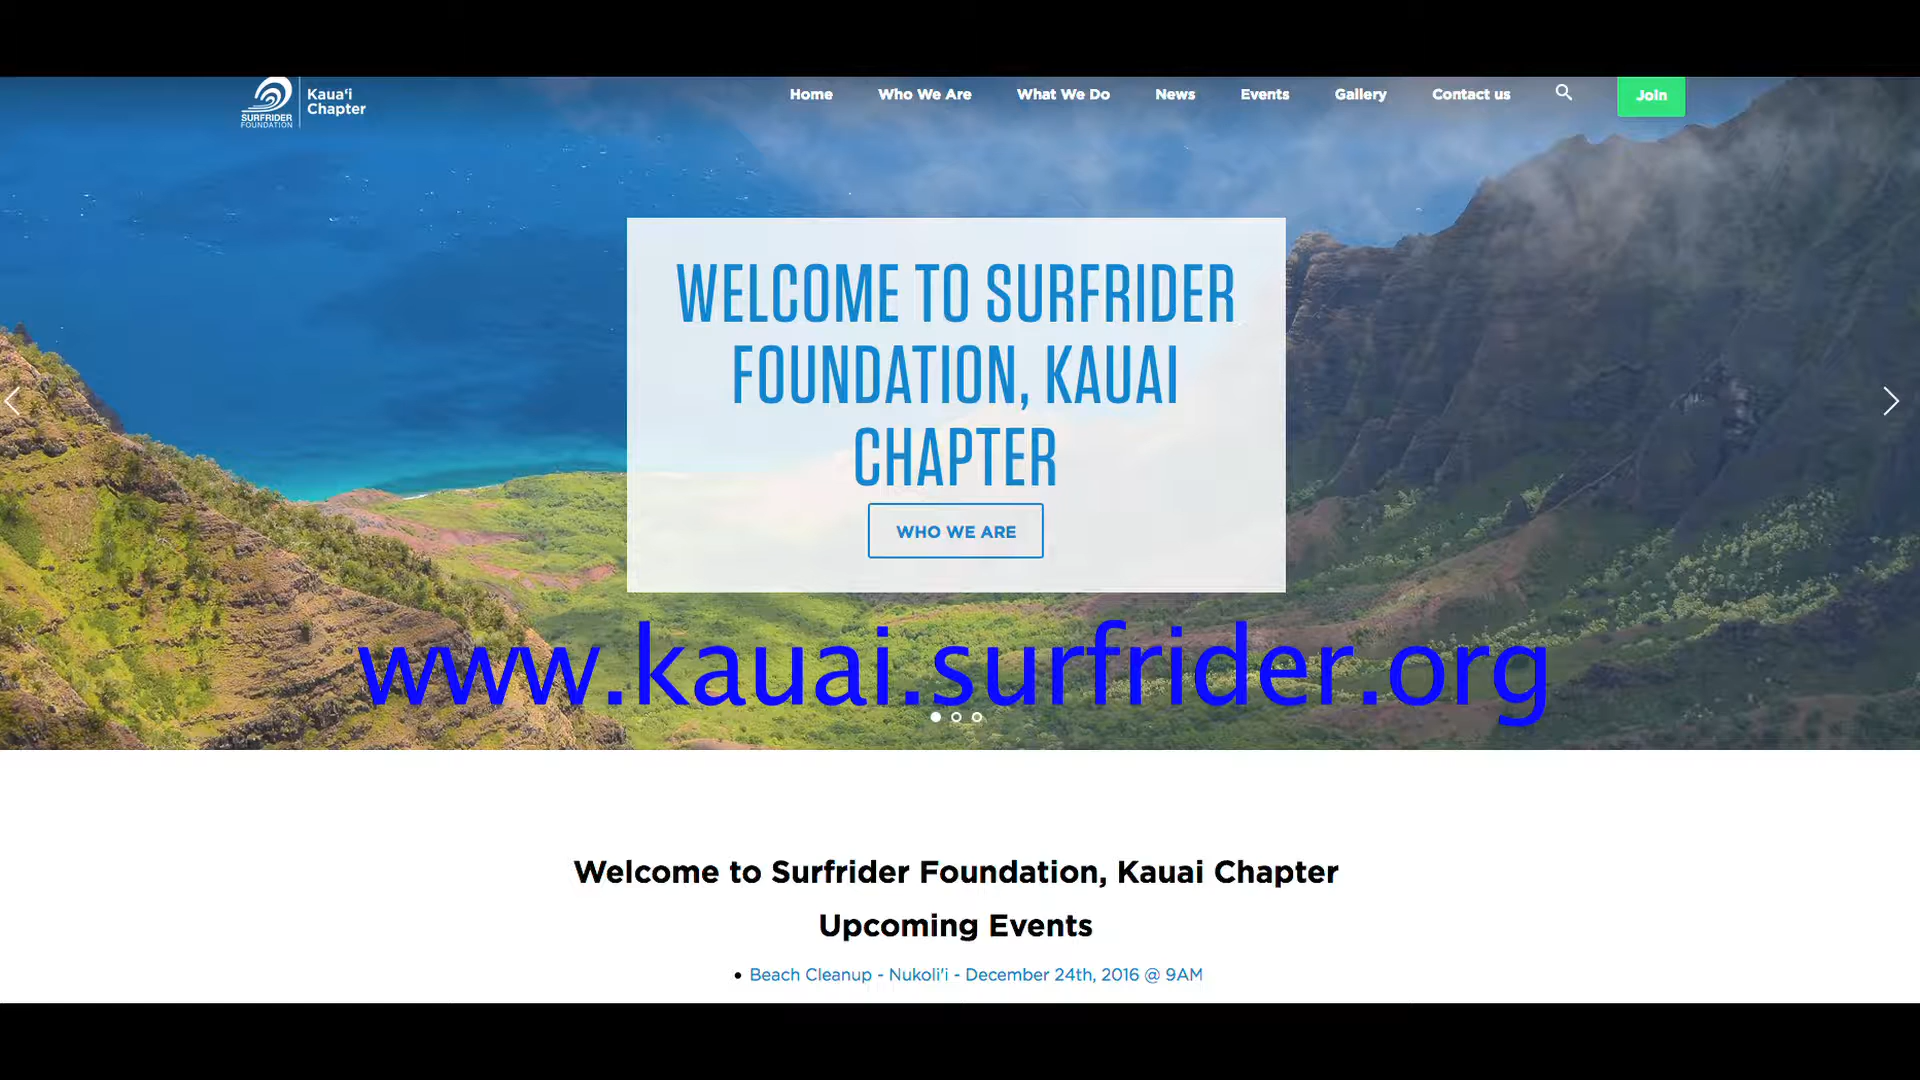 SURFRIDER
FOUNDATION
Kaua‘i
Chapter
Home Who We Are What We Do News Events Gallery Contact us Join
WELCOME TO SURFRIDER
FOUNDATION, KAUAI
CHAPTER
WHO WE ARE
www.kauai.surfrider.org
Welcome to Surfrider Foundation, Kauai Chapter
Upcoming Events
• Beach Cleanup - Nukoli'i - December 24th, 2016 @ 9AM